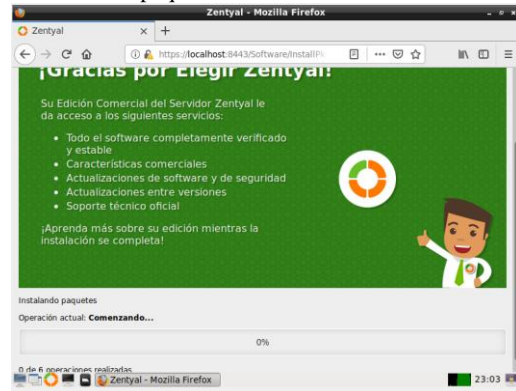 Zentyal - Mozilla Firefox
Zentyal
https://localhost:8443/Software/InstallPk
¡Gracias por Elegir Zentyal!
Su Edición Comercial del Servidor Zentyal le
da acceso a los siguientes servicios:
Todo el software completamente verificado
y estable
Características comerciales
Actualizaciones de software y de seguridad
Actualizaciones entre versiones
Soporte técnico oficial
¡Aprenda más sobre su edición mientras la
instalación se completa!
Instalando paquetes
Operación actual: Comenzando...
0%
0 de 6 operaciones realizadas
Zentyal - Mozilla Firefox
23:03